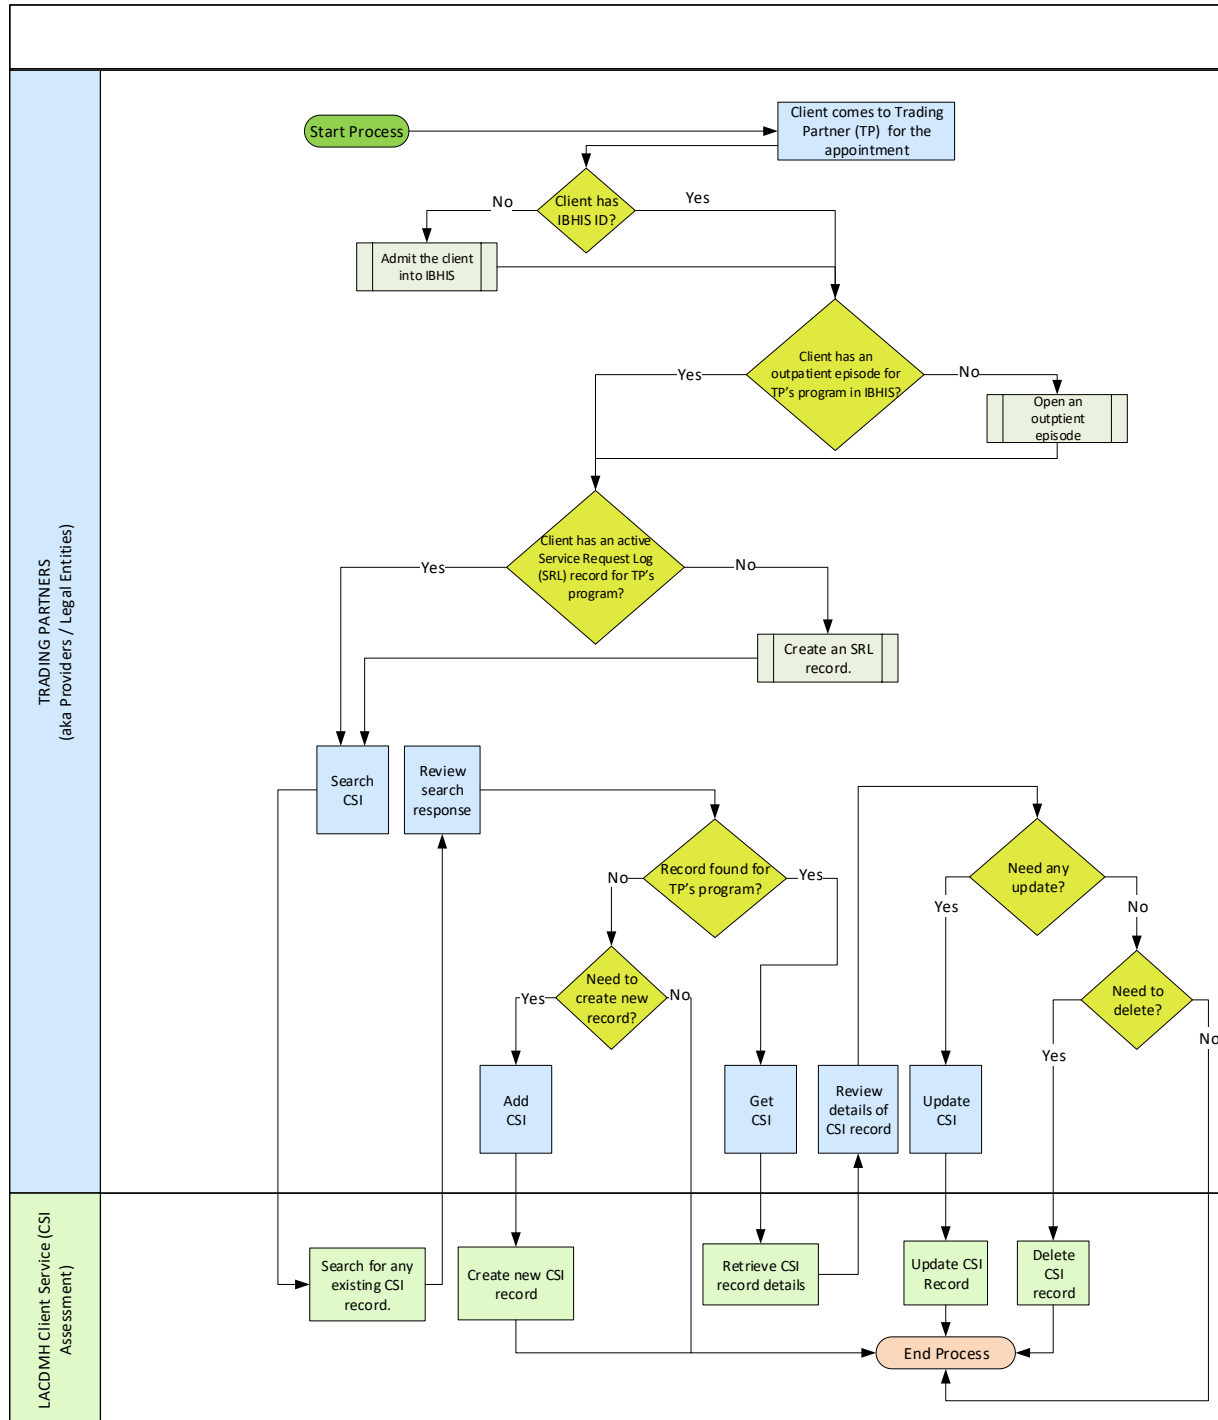 Start Process
Client comes to Trading
Partner (TP)  for the
appointment
Client has
IBHIS ID?
No
Yes
Admit the client
into IBHIS
Client has an
outpatient episode for
TP's program in IBHIS?
Yes
No
Open an
outptient
episode
Client has an active
Service Request Log
(SRL) record for TP's
program?
Yes
No
Create an SRL
record.
TRADING PARTNERS
(aka Providers / Legal Entities)
Search
CSI
Review
search
response
Record found for
TP's program?
No
Yes
Need any
update?
Yes
No
Need to
create new
record?
Yes
No
Need to
delete?
Yes
No
Add
CSI
Get
CSI
Review
details of
CSI record
Update
CSI
LACDMH Client Service (CSI
Assessment)
Search for any
existing CSI
record.
Create new CSI
record
Retrieve CSI
record details
Update CSI
Record
Delete
CSI
record
End Process